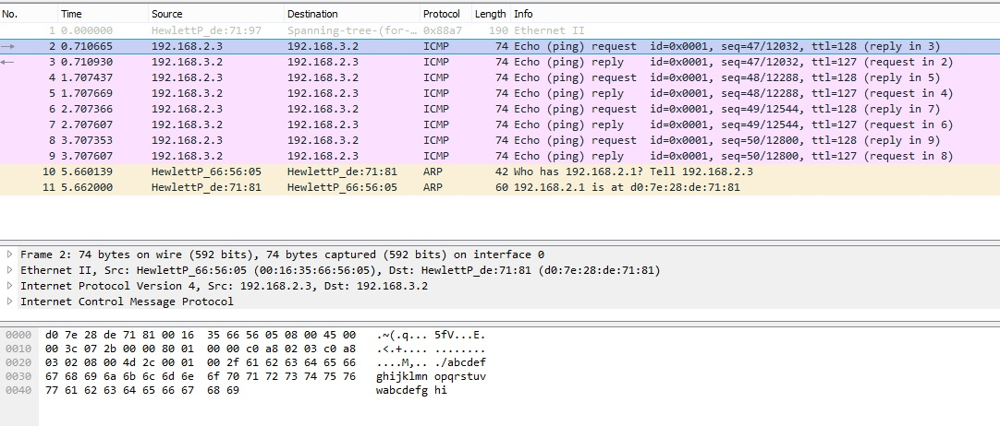 No. Time Source Destination Protocol Length Info
1 0.000000 HewlettP_de:71:97 Spanning-tree-(for-… 0x88a7 190 Ethernet II
2 0.710665 192.168.2.3 192.168.3.2 ICMP 74 Echo (ping) request id=0x0001, seq=47/12032, ttl=128 (reply in 3)
3 0.710930 192.168.3.2 192.168.2.3 ICMP 74 Echo (ping) reply id=0x0001, seq=47/12032, ttl=127 (request in 2)
4 1.707437 192.168.2.3 192.168.3.2 ICMP 74 Echo (ping) request id=0x0001, seq=48/12288, ttl=128 (reply in 5)
5 1.707669 192.168.3.2 192.168.2.3 ICMP 74 Echo (ping) reply id=0x0001, seq=48/12288, ttl=127 (request in 4)
6 2.707366 192.168.2.3 192.168.3.2 ICMP 74 Echo (ping) request id=0x0001, seq=49/12544, ttl=128 (reply in 7)
7 2.707607 192.168.3.2 192.168.2.3 ICMP 74 Echo (ping) reply id=0x0001, seq=49/12544, ttl=127 (request in 6)
8 3.707353 192.168.2.3 192.168.3.2 ICMP 74 Echo (ping) request id=0x0001, seq=50/12800, ttl=128 (reply in 9)
9 3.707607 192.168.3.2 192.168.2.3 ICMP 74 Echo (ping) reply id=0x0001, seq=50/12800, ttl=127 (request in 8)
10 5.660139 HewlettP_66:56:05 HewlettP_de:71:81 ARP 42 Who has 192.168.2.1? Tell 192.168.2.3
11 5.662000 HewlettP_de:71:81 HewlettP_66:56:05 ARP 60 192.168.2.1 is at d0:7e:28:de:71:81
Frame 2: 74 bytes on wire (592 bits), 74 bytes captured (592 bits) on interface 0
Ethernet II, Src: HewlettP_66:56:05 (00:16:35:66:56:05), Dst: HewlettP_de:71:81 (d0:7e:28:de:71:81)
Internet Protocol Version 4, Src: 192.168.2.3, Dst: 192.168.3.2
Internet Control Message Protocol
0000 d0 7e 28 de 71 81 00 16 35 66 56 05 08 00 45 00 .~(.q... 5fV...E.
0010 00 3c 07 2b 00 00 80 01 00 00 c0 a8 02 03 c0 a8 .<.+.... ........
0020 03 02 08 00 4d 2c 00 01 00 2f 61 62 63 64 65 66 ....M,.. ./abcdef
0030 67 68 69 6a 6b 6c 6d 6e 6f 70 71 72 73 74 75 76 ghijklmn opqrstuv
0040 77 61 62 63 64 65 66 67 68 69 wabcdefg hi